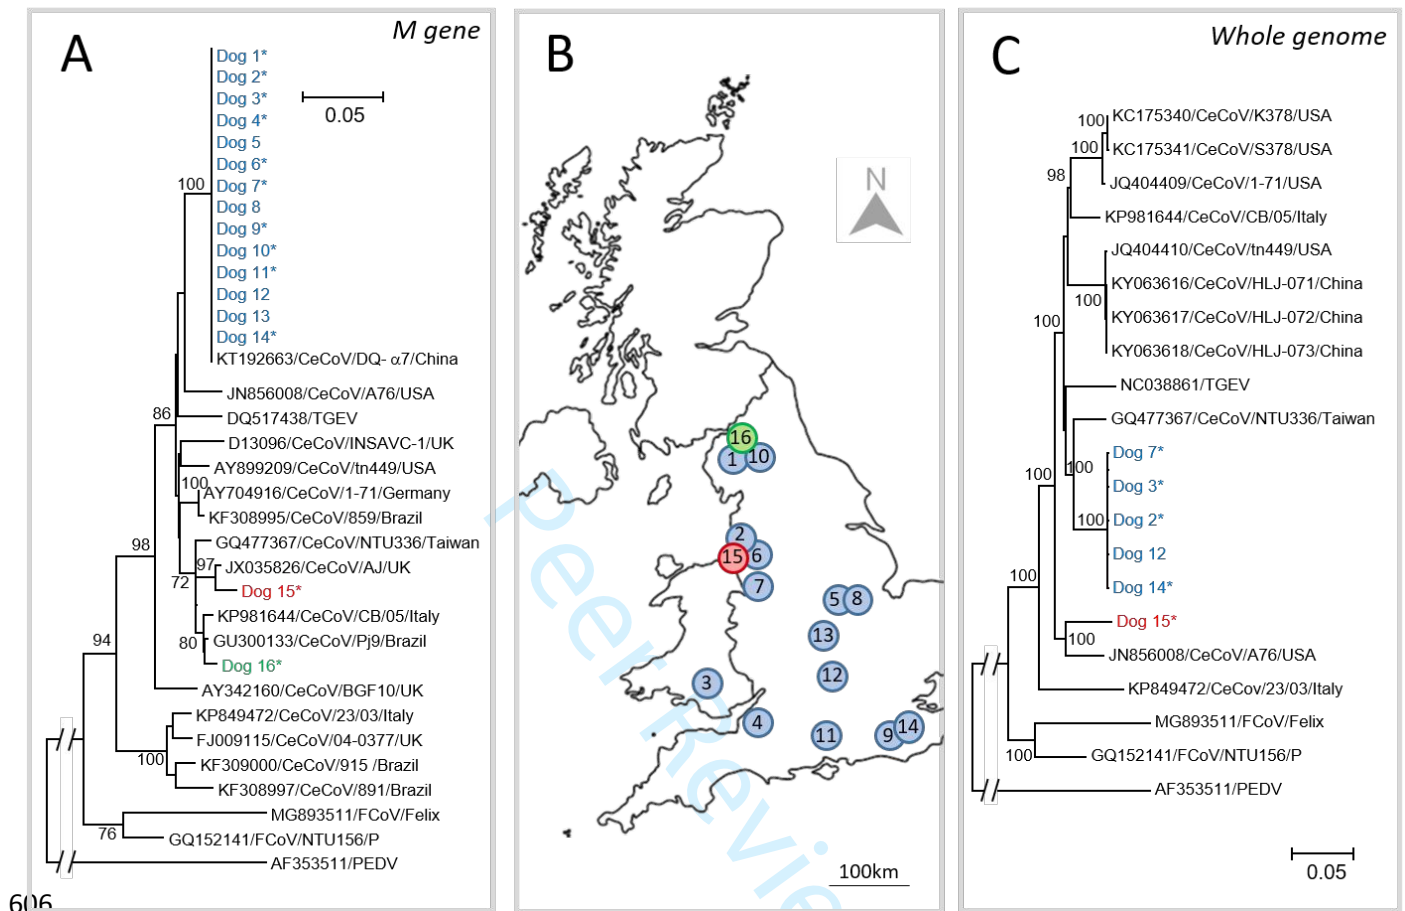 A
M gene
Dog 1*
Dog 2*
Dog 3*
Dog 4*
Dog 5
Dog 6*
Dog 7*
Dog 8
Dog 9*
Dog 10*
Dog 11*
Dog 12
Dog 13
Dog 14*
KT192663/CeCoV/DQ- α7/China
JN856008/CeCoV/A76/USA
DQ517438/TGEV
D13096/CeCoV/INSAVC-1/UK
AY899209/CeCoV/tn449/USA
AY704916/CeCoV/1-71/Germany
KF308995/CeCoV/859/Brazil
GQ477367/CeCoV/NTU336/Taiwan
JX035826/CeCoV/AJ/UK
Dog 15*
KP981644/CeCoV/CB/05/Italy
GU300133/CeCoV/Pj9/Brazil
Dog 16*
AY342160/CeCoV/BGF10/UK
KP849472/CeCoV/23/03/Italy
FJ009115/CeCoV/04-0377/UK
KF309000/CeCoV/915 /Brazil
KF308997/CeCoV/891/Brazil
MG893511/FCoV/Felix
GQ152141/FCoV/NTU156/P
AF353511/PEDV
0.05
100
86
100
97
72
80
98
94
100
76
606
B
N
16
1
10
2
15
6
7
5
8
13
12
3
4
11
9
14
100km
Peer Revie
C
Whole genome
KC175340/CeCoV/K378/USA
KC175341/CeCoV/S378/USA
JQ404409/CeCoV/1-71/USA
KP981644/CeCoV/CB/05/Italy
JQ404410/CeCoV/tn449/USA
KY063616/CeCoV/HLJ-071/China
KY063617/CeCoV/HLJ-072/China
KY063618/CeCoV/HLJ-073/China
NC038861/TGEV
GQ477367/CeCoV/NTU336/Taiwan
Dog 7*
Dog 3*
Dog 2*
Dog 12
Dog 14*
Dog 15*
JN856008/CeCoV/A76/USA
KP849472/CeCov/23/03/Italy
MG893511/FCoV/Felix
GQ152141/FCoV/NTU156/P
AF353511/PEDV
100
100
98
100
100
100
100
100
100
100
100
0.05